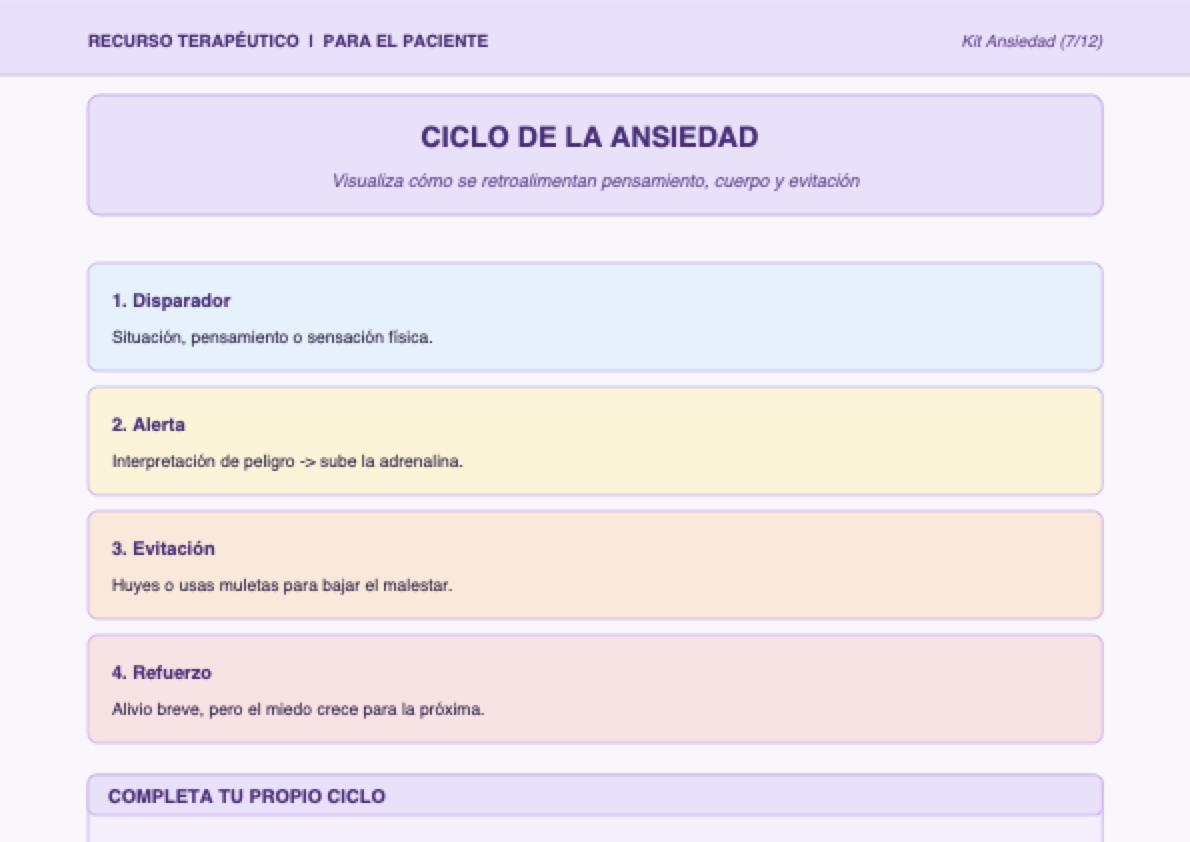 RECURSO TERAPÉUTICO | PARA EL PACIENTE
Kit Ansiedad (7/12)
CICLO DE LA ANSIEDAD
Visualiza cómo se retroalimentan pensamiento, cuerpo y evitación
1. Disparador
Situación, pensamiento o sensación física.
2. Alerta
Interpretación de peligro -> sube la adrenalina.
3. Evitación
Huyes o usas muletas para bajar el malestar.
4. Refuerzo
Alivio breve, pero el miedo crece para la próxima.
COMPLETA TU PROPIO CICLO